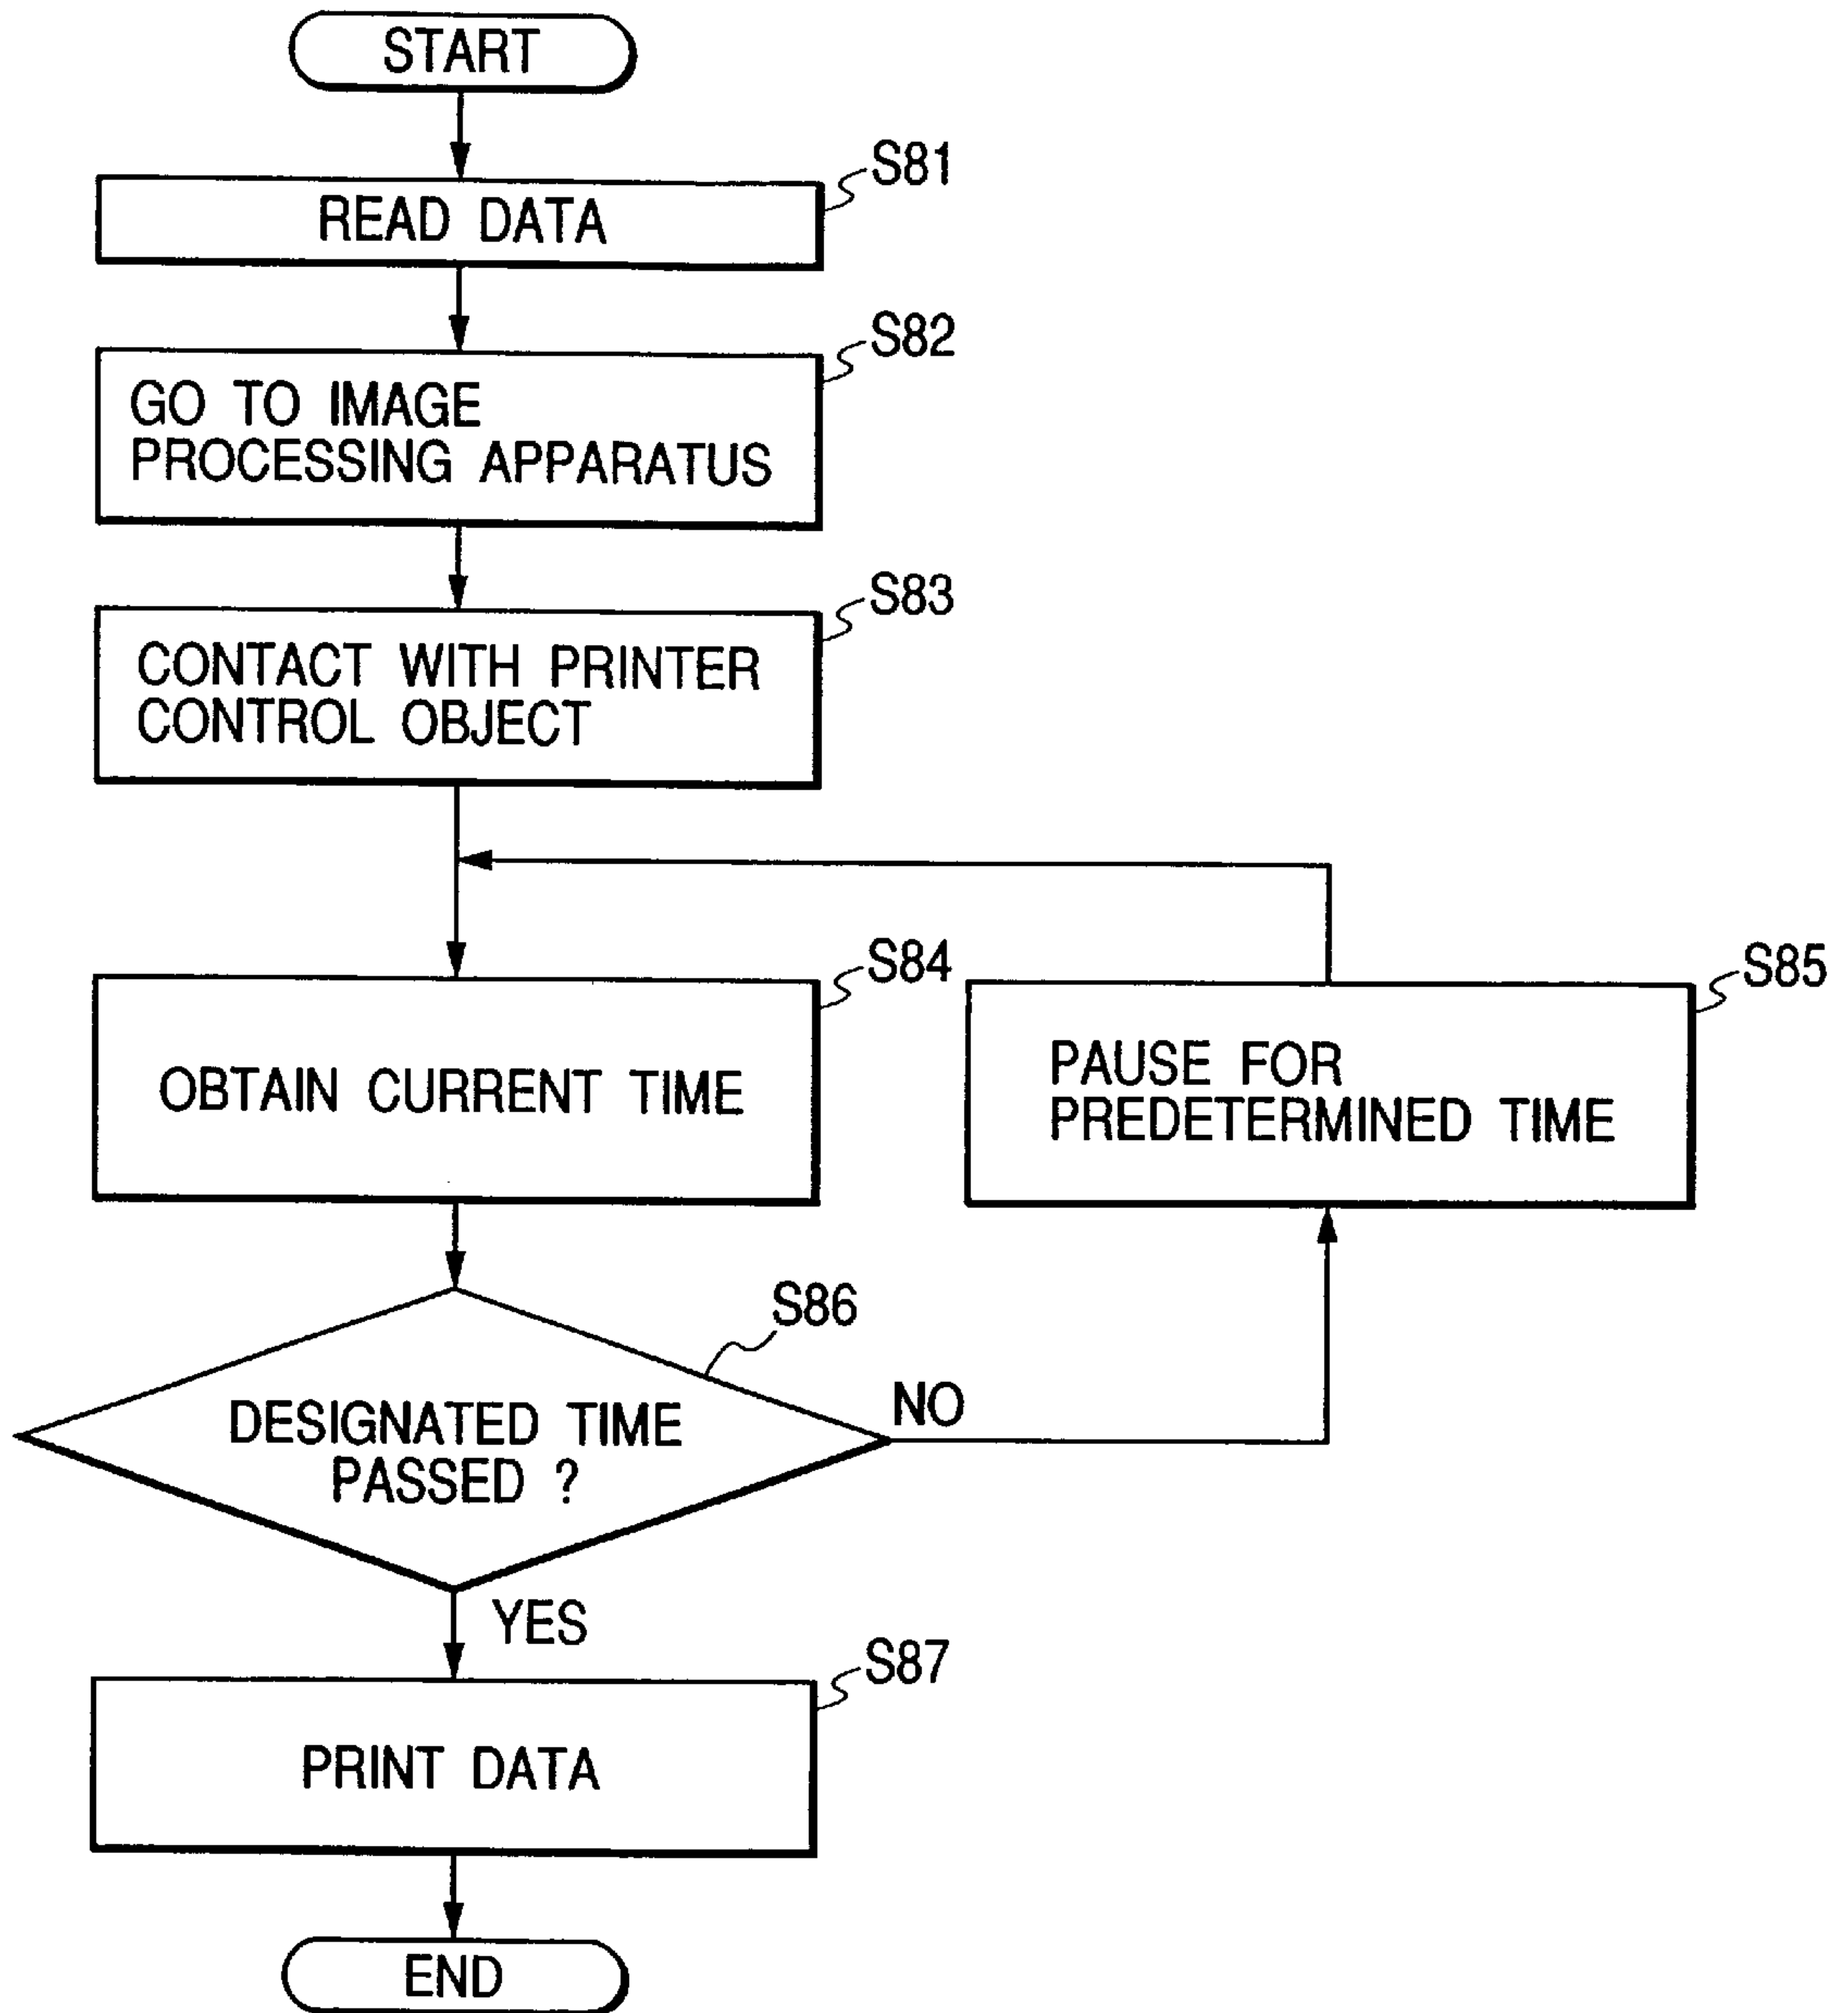 START
S81
READ DATA
S82
GO TO IMAGE
PROCESSING APPARATUS
S83
CONTACT WITH PRINTER
CONTROL OBJECT
S84
OBTAIN CURRENT TIME
S85
PAUSE FOR
PREDETERMINED TIME
S86
DESIGNATED TIME
PASSED ?
NO
YES
S87
PRINT DATA
END